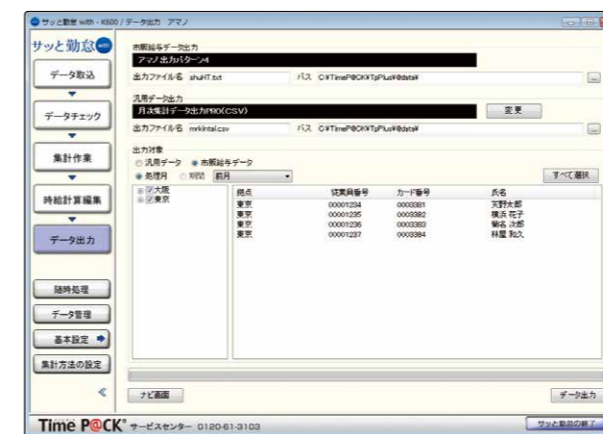 サッと勤怠 with - K600 / データ出力 アマノ
サッと勤怠 with
データ取込
データチェック
集計作業
時給計算編集
データ出力
随時処理
データ管理
基本設定
集計方法の設定
市販給与データ出力
アマノ出力パターン4
出力ファイル名 shuHT.txt パス C:¥TimeP@CK¥TpPlus¥data¥
汎用データ出力
月次集計データ出力PRO(CSV) 変更
出力ファイル名 mrkintai.csv パス C:¥TimeP@CK¥TpPlus¥data¥
出力対象
汎用データ 市販給与データ
処理月 期間 前月 すべて選択
大阪
東京
拠点 従業員番号 カード番号 氏名
東京 00001234 0003381 天野太郎
東京 00001235 0003382 横浜 花子
東京 00001236 0003383 菊名 次郎
東京 00001237 0003384 林屋 和久
ナビ画面 データ出力
Time P@CK サービスセンター 0120-61-3103 サッと勤怠の終了